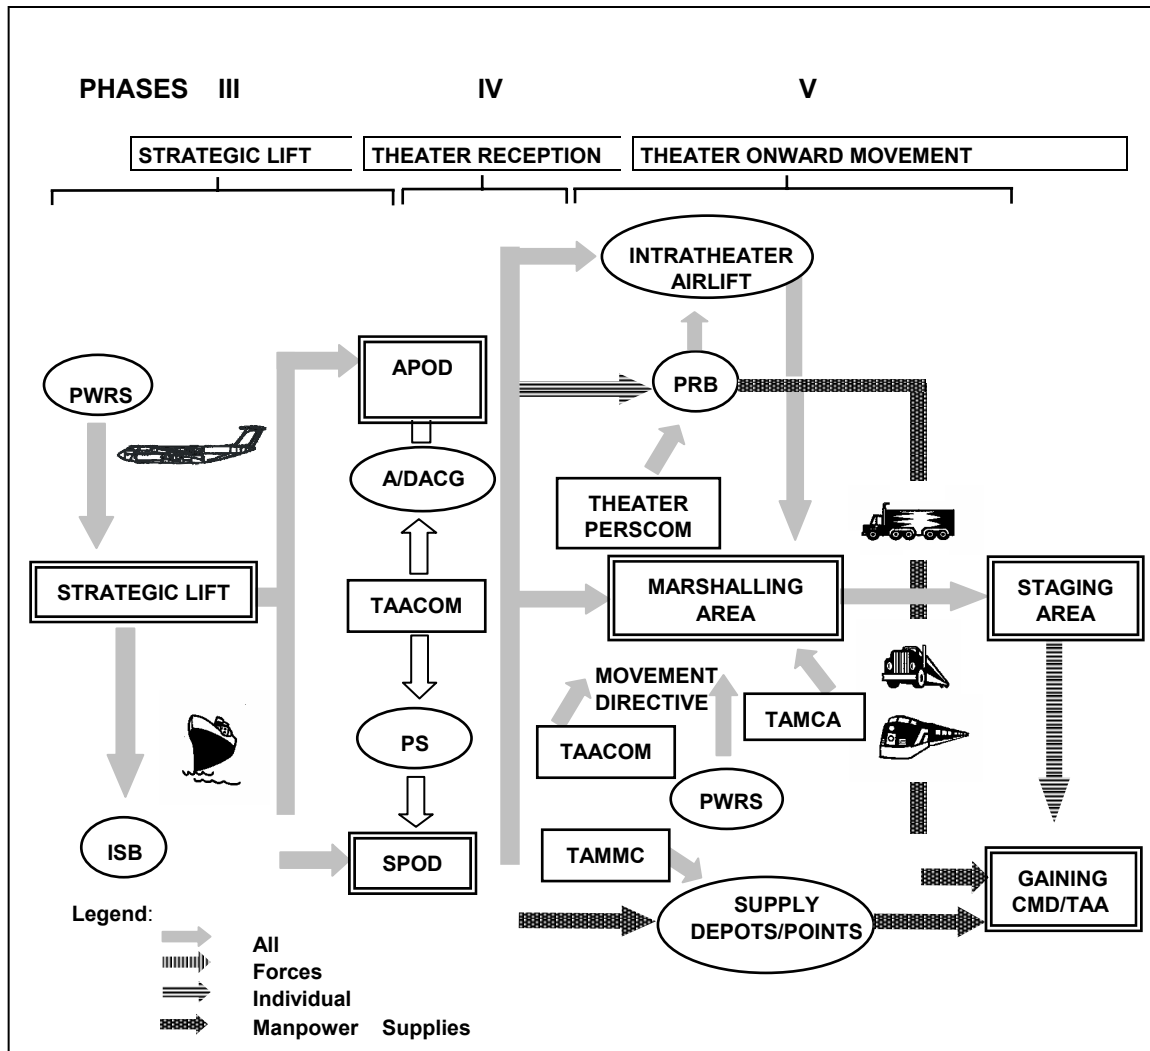 PHASES III IV V
STRATEGIC LIFT THEATER RECEPTION THEATER ONWARD MOVEMENT
INTRATHEATER
AIRLIFT
PWRS
APOD
PRB
A/DACG
THEATER
PERSCOM
STRATEGIC LIFT
TAACOM
MARSHALLING
AREA
STAGING
AREA
MOVEMENT
DIRECTIVE
TAMCA
PS
TAACOM
PWRS
ISB
SPOD
TAMMC
GAINING
CMD/TAA
SUPPLY
DEPOTS/POINTS
Legend:
All
Forces
Individual
Manpower Supplies